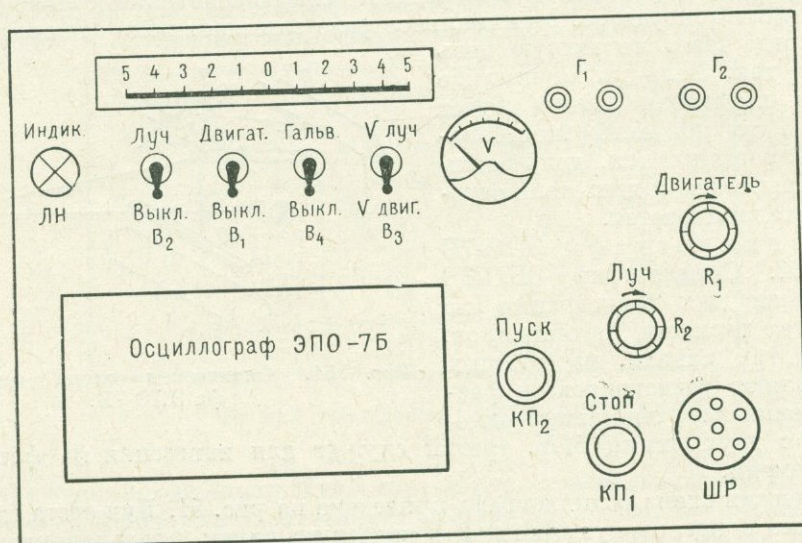 5 4 3 2 1 0 1 2 3 4 5
Г₁ Г₂
Индик. Луч Двигат. Гальв. V луч
V
ЛН Выкл. Выкл. Выкл. V двиг.
В₂ В₁ В₄ В₃
Двигатель
R₁
Луч
R₂
Осциллограф ЭПО-7Б
Пуск
КП₂
Стоп
КП₁
ШР